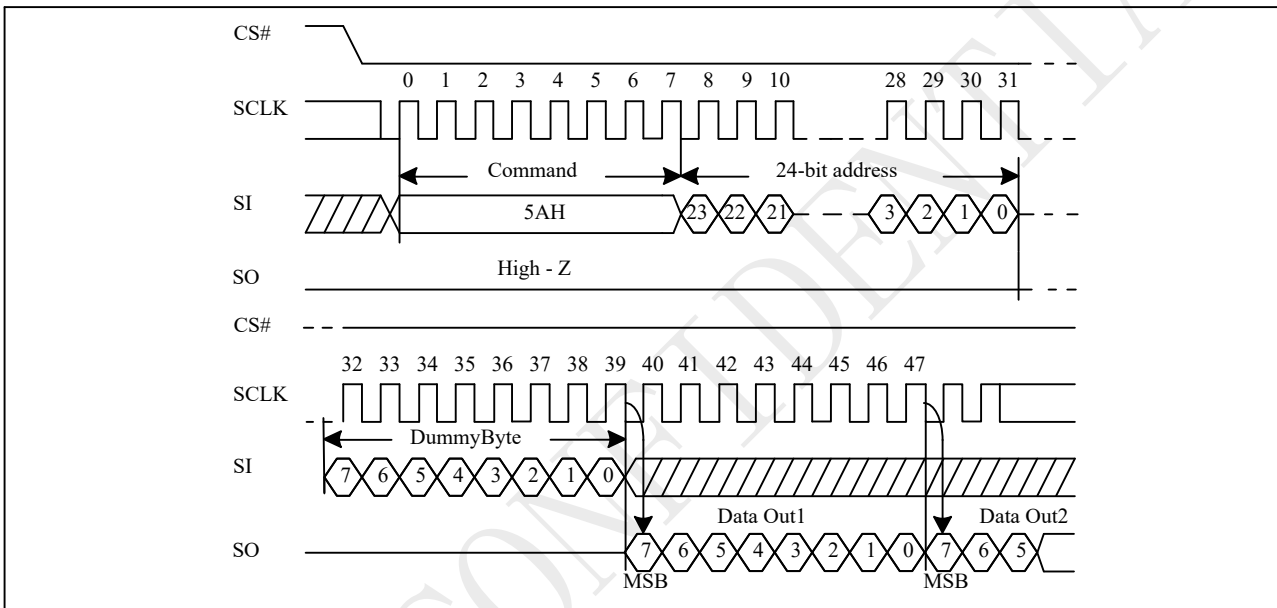 CS#
0 1 2 3 4 5 6 7 8 9 10 28 29 30 31
SCLK
Command 24-bit address
SI 5AH 23 22 21 3 2 1 0
High - Z
SO
CS#
32 33 34 35 36 37 38 39 40 41 42 43 44 45 46 47
SCLK
DummyByte
SI 7 6 5 4 3 2 1 0
Data Out1 Data Out2
SO 7 6 5 4 3 2 1 0 7 6 5
MSB MSB
CONFIDENTIA